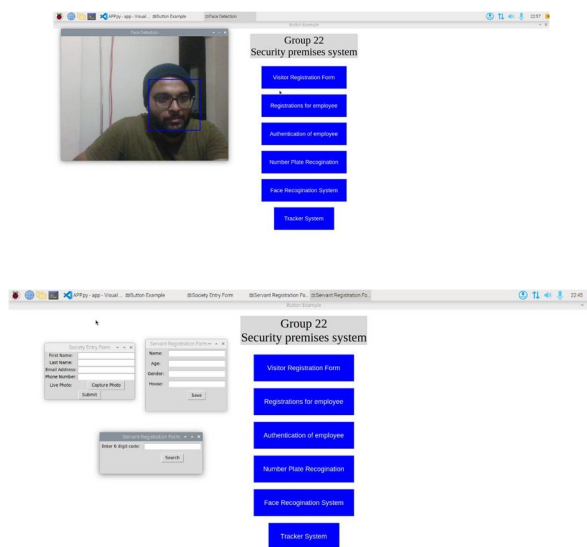 APP.py - app - Visual ... Button Example Face Detection
22:57
Button Example
Face Detection
Group 22
Security premises system
Visitor Registration Form
Registrations for employee
Authentication of employee
Number Plate Recogination
Face Recogination System
Tracker System
APP.py - app - Visual ... Button Example Society Entry Form Servant Registration Fo... Servant Registration Fo...
22:45
Button Example
Group 22
Security premises system
Society Entry Form
First Name:
Last Name:
Email Address:
Phone Number:
Live Photo: Capture Photo
Submit
Servant Registration Form
Name:
Age:
Gender:
House:
Save
Servant Registration Form
Enter 6 digit code:
Search
Visitor Registration Form
Registrations for employee
Authentication of employee
Number Plate Recogination
Face Recogination System
Tracker System